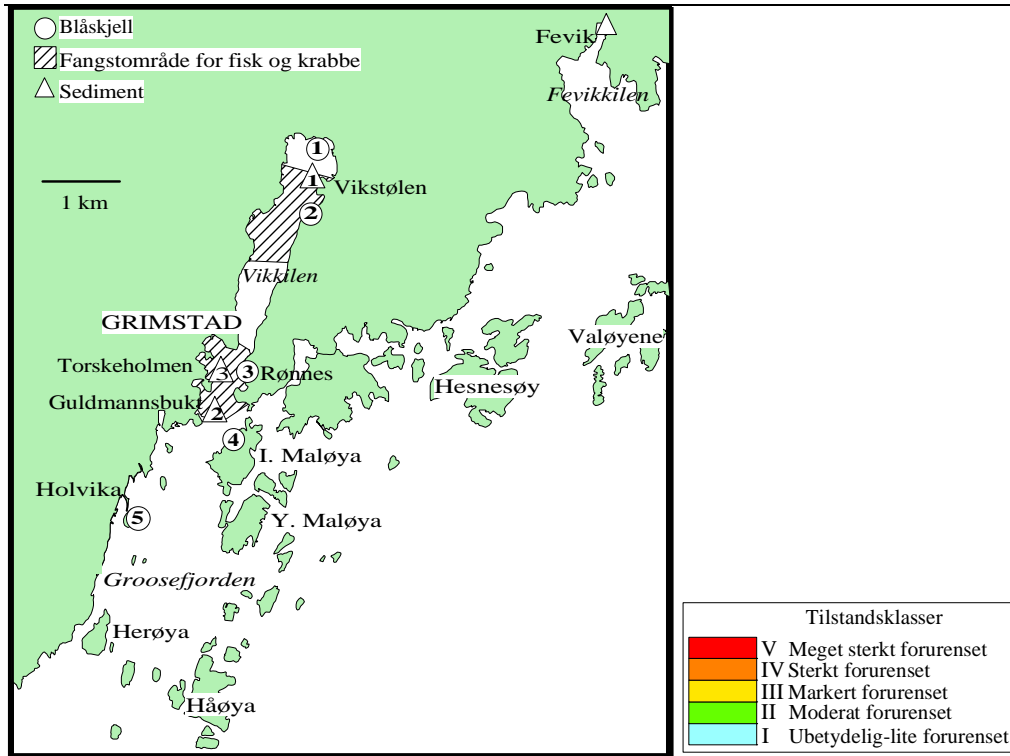 Blåskjell
Fangstområde for fisk og krabbe
Sediment
Fevik
Fevikkilen
1
1
Vikstølen
1 km
2
Vikkilen
GRIMSTAD
Valøyene
Torskeholmen
3
3
Rønnes
Hesnesøy
Guldmannsbukt
2
4
I. Maløya
Holvika
5
Y. Maløya
Groosefjorden
Herøya
Håøya
Tilstandsklasser
V Meget sterkt forurenset
IV Sterkt forurenset
III Markert forurenset
II Moderat forurenset
I Ubetydelig-lite forurenset